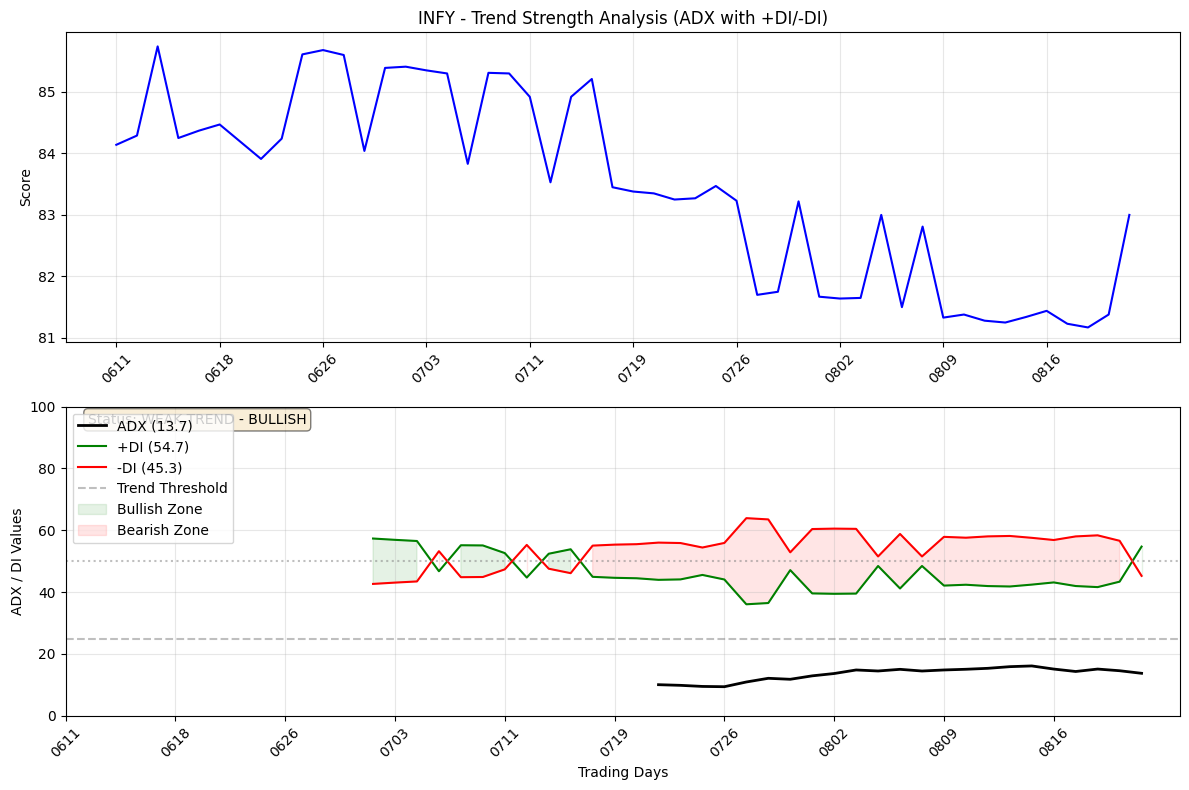 INFY - Trend Strength Analysis (ADX with +DI/-DI)
85
84
83
82
81
Score
0611
0618
0626
0703
0711
0719
0726
0802
0809
0816
100
80
60
40
20
0
ADX / DI Values
Status: WEAK TREND - BULLISH
ADX (13.7)
+DI (54.7)
-DI (45.3)
Trend Threshold
Bullish Zone
Bearish Zone
0611
0618
0626
0703
0711
0719
0726
0802
0809
0816
Trading Days